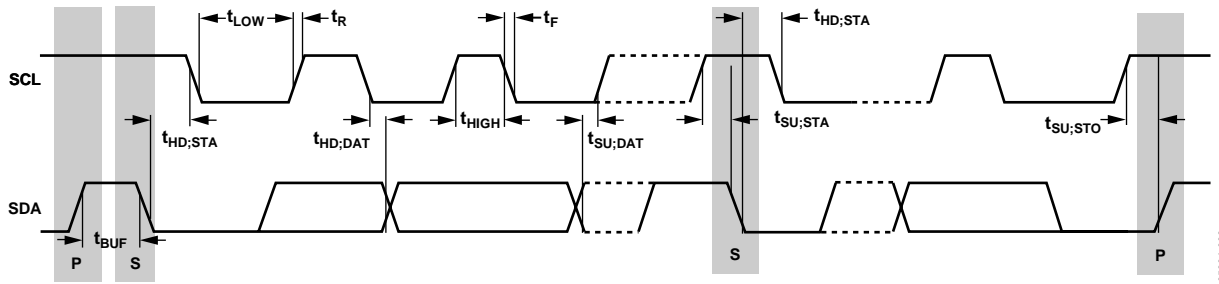 tLOW tR tF tHD;STA
SCL
tHD;STA tHD;DAT tHIGH tSU;DAT tSU;STA tSU;STO
SDA
tBUF
P S S P